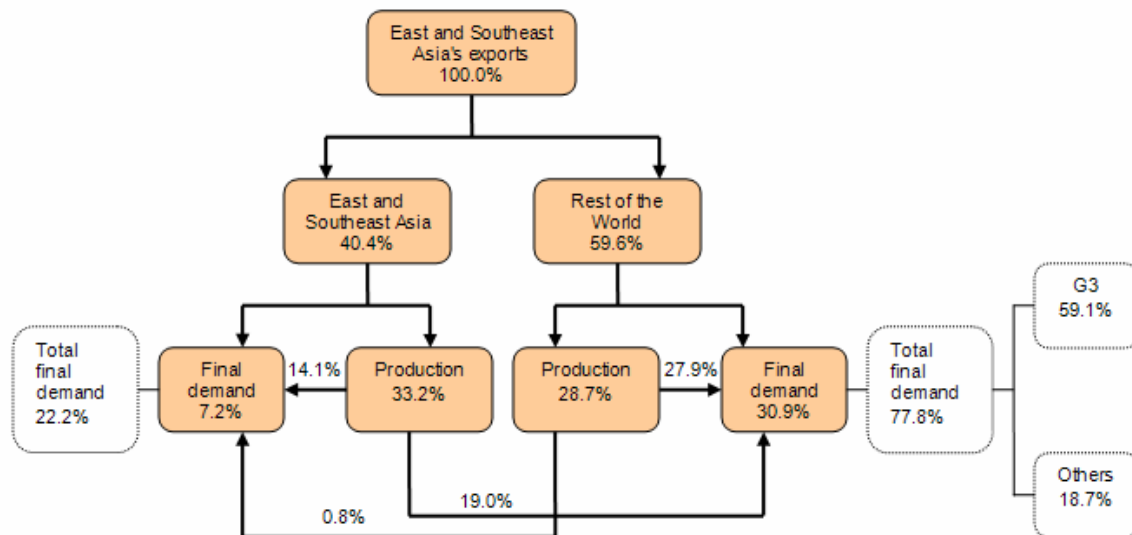 East and Southeast
Asia's exports
100.0%
East and
Southeast Asia
40.4%
Rest of the
World
59.6%
G3
59.1%
Total
final
demand
22.2%
Final
demand
7.2%
14.1%
Production
33.2%
Production
28.7%
27.9%
Final
demand
30.9%
Total
final
demand
77.8%
Others
18.7%
19.0%
0.8%